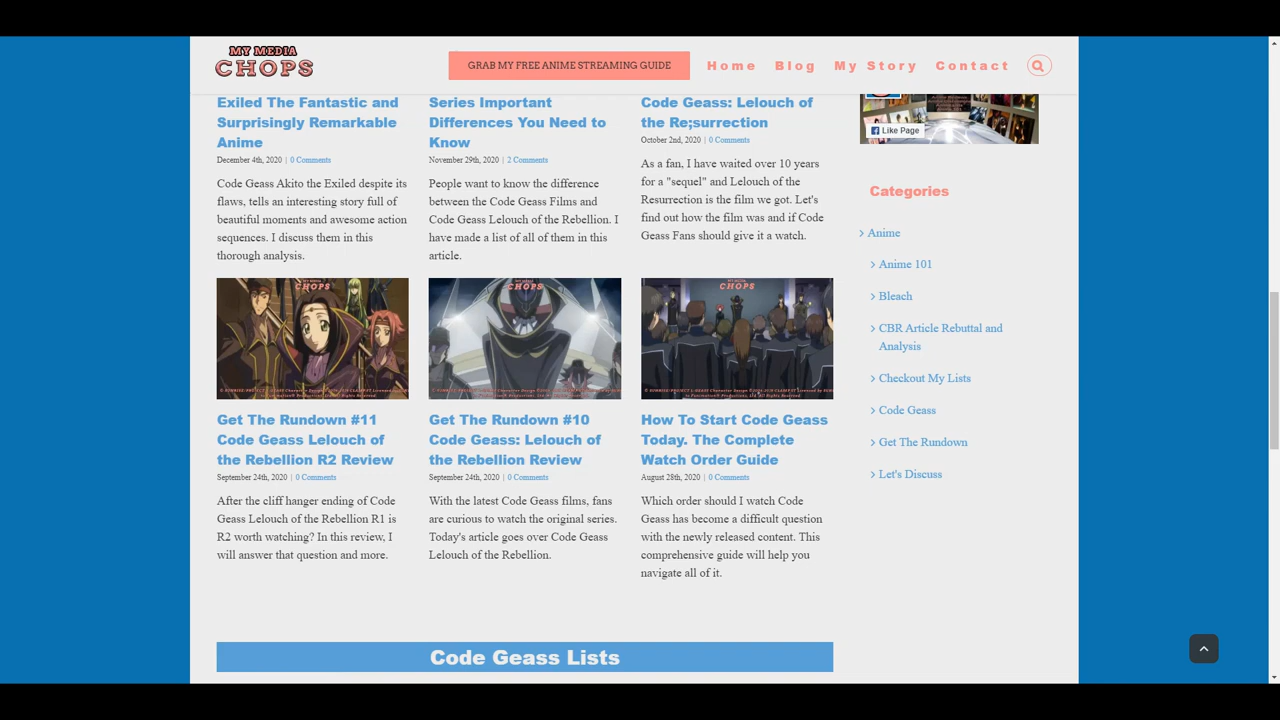 MY MEDIA
CHOPS
GRAB MY FREE ANIME STREAMING GUIDE
Home
Blog
My Story
Contact
Exiled The Fantastic and
Surprisingly Remarkable
Anime
December 4th, 2020 | 0 Comments
Code Geass Akito the Exiled despite its
flaws, tells an interesting story full of
beautiful moments and awesome action
sequences. I discuss them in this
thorough analysis.
Series Important
Differences You Need to
Know
November 29th, 2020 | 2 Comments
People want to know the difference
between the Code Geass Films and
Code Geass Lelouch of the Rebellion. I
have made a list of all of them in this
article.
Code Geass: Lelouch of
the Re;surrection
October 2nd, 2020 | 0 Comments
As a fan, I have waited over 10 years
for a "sequel" and Lelouch of the
Resurrection is the film we got. Let's
find out how the film was and if Code
Geass Fans should give it a watch.
CHOPS
Get The Rundown #11
Code Geass Lelouch of
the Rebellion R2 Review
September 24th, 2020 | 0 Comments
After the cliff hanger ending of Code
Geass Lelouch of the Rebellion R1 is
R2 worth watching? In this review, I
will answer that question and more.
CHOPS
Get The Rundown #10
Code Geass: Lelouch of
the Rebellion Review
September 24th, 2020 | 0 Comments
With the latest Code Geass films, fans
are curious to watch the original series.
Today's article goes over Code Geass
Lelouch of the Rebellion.
CHOPS
How To Start Code Geass
Today. The Complete
Watch Order Guide
August 28th, 2020 | 0 Comments
Which order should I watch Code
Geass has become a difficult question
with the newly released content. This
comprehensive guide will help you
navigate all of it.
Code Geass Lists
Like Page
Categories
Anime
Anime 101
Bleach
CBR Article Rebuttal and
Analysis
Checkout My Lists
Code Geass
Get The Rundown
Let's Discuss